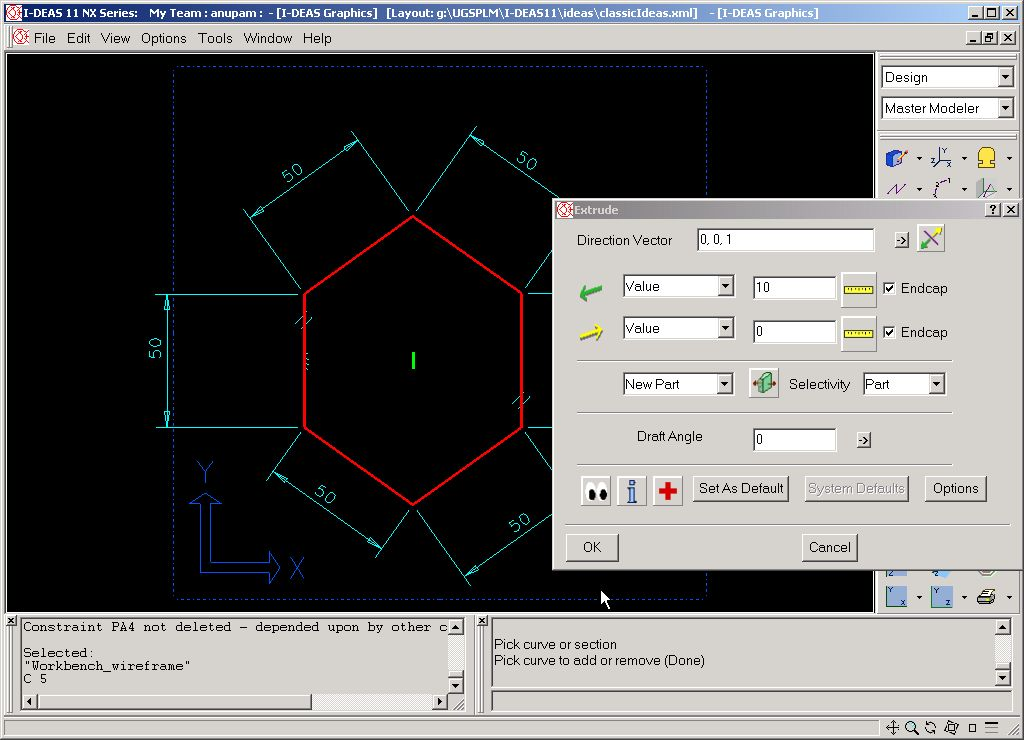 I-DEAS 11 NX Series: My Team : anupam : - [I-DEAS Graphics] [Layout: g:\UGSPLM\I-DEAS11\ideas\classicIdeas.xml] - [I-DEAS Graphics]
File Edit View Options Tools Window Help
Design
Master Modeler
50
50
50
50
50
Y
X
Extrude
Direction Vector 0, 0, 1
Value 10 Endcap
Value 0 Endcap
New Part Selectivity Part
Draft Angle 0
Set As Default System Defaults Options
OK Cancel
Constraint PA4 not deleted – depended upon by other c
Selected:
"Workbench_wireframe"
C 5
Pick curve or section
Pick curve to add or remove (Done)